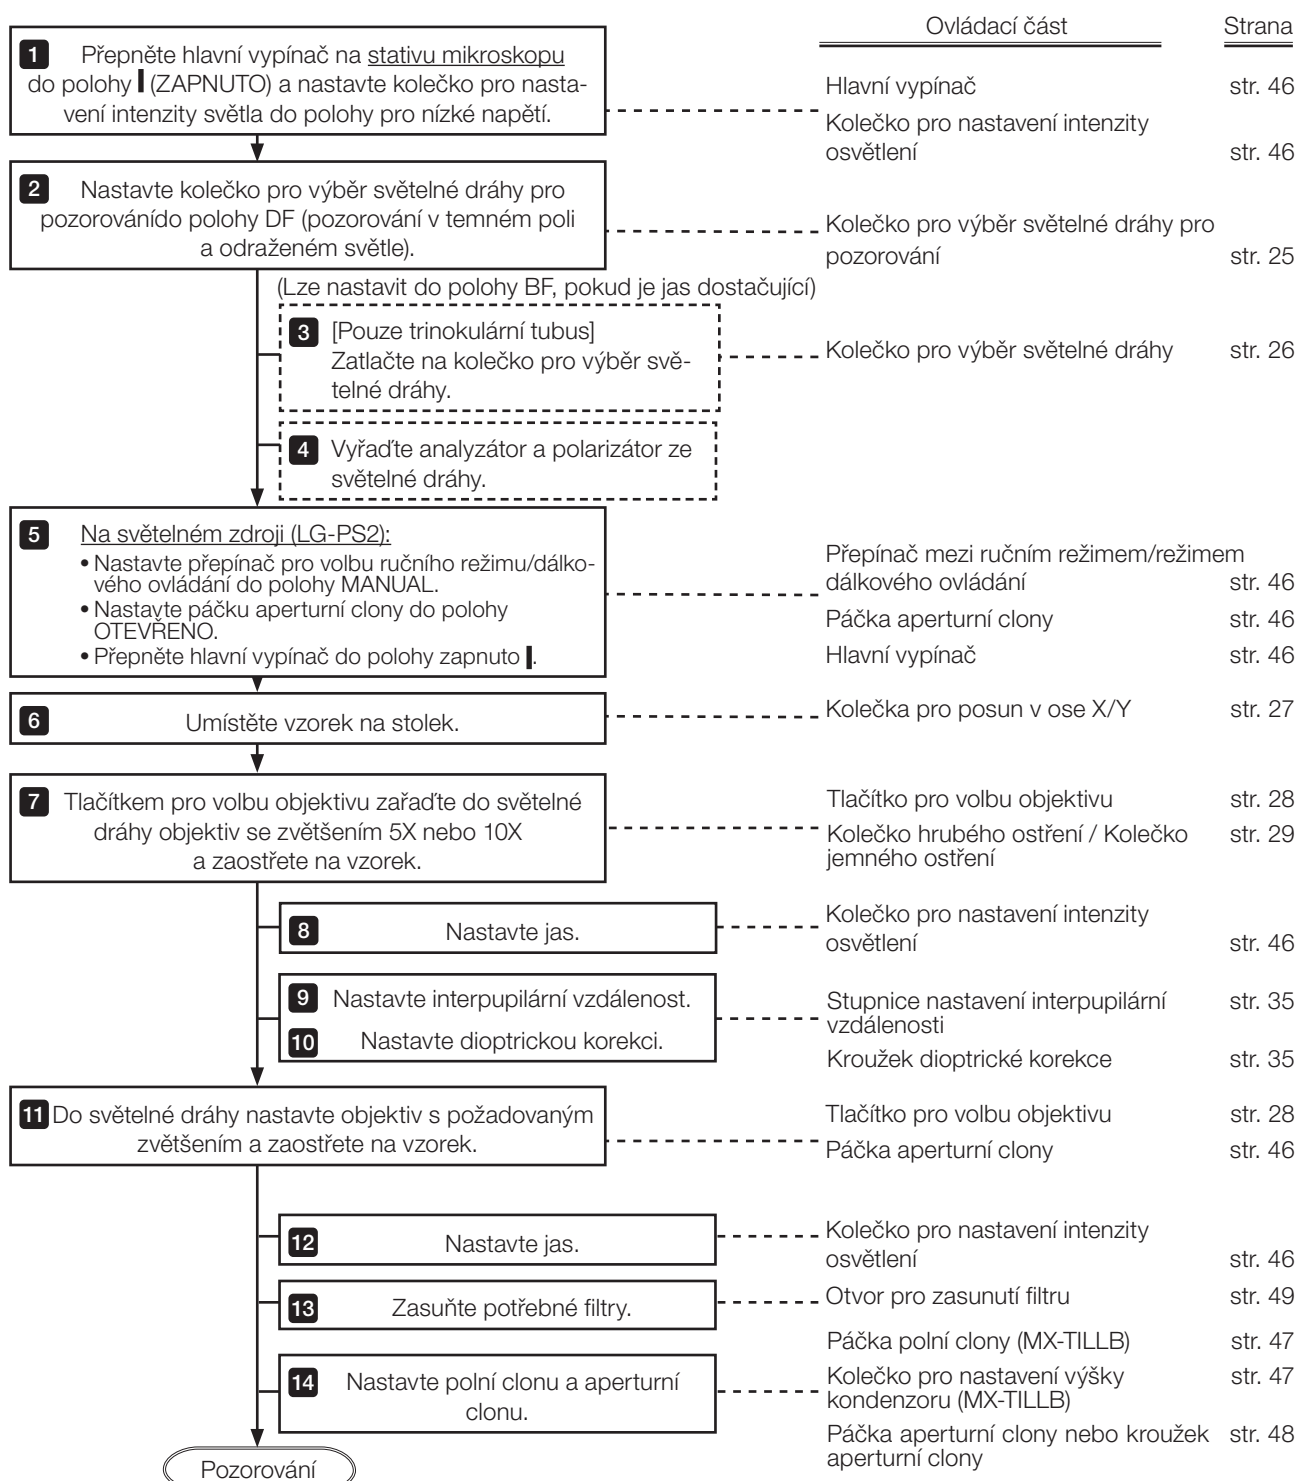 Ovládací část Strana
1 Přepněte hlavní vypínač na stativu mikroskopu
do polohy I (ZAPNUTO) a nastavte kolečko pro nasta-
vení intenzity světla do polohy pro nízké napětí.
Hlavní vypínač str. 46
Kolečko pro nastavení intenzity
osvětlení str. 46
2 Nastavte kolečko pro výběr světelné dráhy pro
pozorovánído polohy DF (pozorování v temném poli
a odraženém světle).
Kolečko pro výběr světelné dráhy pro
pozorování str. 25
(Lze nastavit do polohy BF, pokud je jas dostačující)
3 [Pouze trinokulární tubus]
Zatlačte na kolečko pro výběr svě-
telné dráhy.
Kolečko pro výběr světelné dráhy str. 26
4 Vyřaďte analyzátor a polarizátor ze
světelné dráhy.
5 Na světelném zdroji (LG-PS2):
• Nastavte přepínač pro volbu ručního režimu/dálko-
vého ovládání do polohy MANUAL.
• Nastavte páčku aperturní clony do polohy
OTEVŘENO.
• Přepněte hlavní vypínač do polohy zapnuto I.
Přepínač mezi ručním režimem/režimem
dálkového ovládání str. 46
Páčka aperturní clony str. 46
Hlavní vypínač str. 46
6 Umístěte vzorek na stolek.
Kolečka pro posun v ose X/Y str. 27
7 Tlačítkem pro volbu objektivu zařaďte do světelné
dráhy objektiv se zvětšením 5X nebo 10X
a zaostřete na vzorek.
Tlačítko pro volbu objektivu str. 28
Kolečko hrubého ostření / Kolečko str. 29
jemného ostření
8 Nastavte jas.
Kolečko pro nastavení intenzity
osvětlení str. 46
9 Nastavte interpupilární vzdálenost.
10 Nastavte dioptrickou korekci.
Stupnice nastavení interpupilární str. 35
vzdálenosti
Kroužek dioptrické korekce str. 35
11 Do světelné dráhy nastavte objektiv s požadovaným
zvětšením a zaostřete na vzorek.
Tlačítko pro volbu objektivu str. 28
Páčka aperturní clony str. 46
12 Nastavte jas.
Kolečko pro nastavení intenzity
osvětlení str. 46
13 Zasuňte potřebné filtry.
Otvor pro zasunutí filtru str. 49
14 Nastavte polní clonu a aperturní
clonu.
Páčka polní clony (MX-TILLB) str. 47
Kolečko pro nastavení výšky str. 47
kondenzoru (MX-TILLB)
Páčka aperturní clony nebo kroužek str. 48
aperturní clony
Pozorování